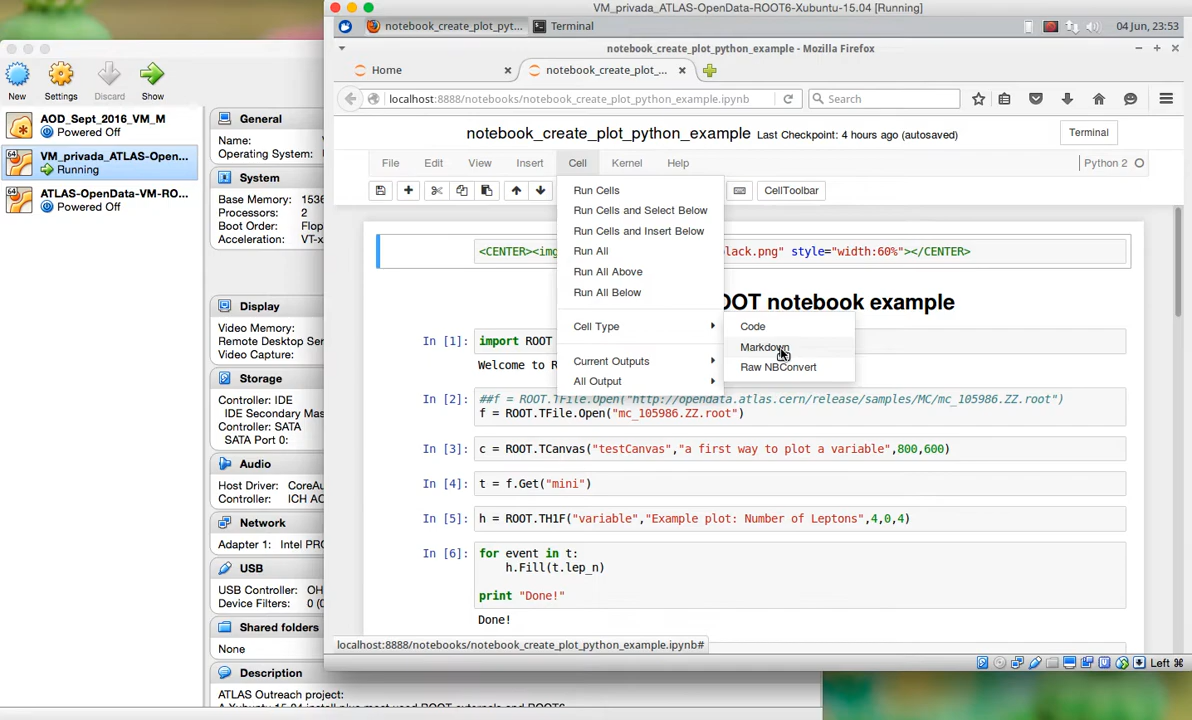 VM_privada_ATLAS-OpenData-ROOT6-Xubuntu-15.04 [Running]
notebook_create_plot_pyt...
Terminal
04 Jun, 23:53
notebook_create_plot_python_example - Mozilla Firefox
Home
notebook_create_plot_...
localhost:8888/notebooks/notebook_create_plot_python_example.ipynb
Search
New
Settings
Discard
Show
AOD_Sept_2016_VM_M
Powered Off
VM_privada_ATLAS-Open...
Running
ATLAS-OpenData-VM-RO...
Powered Off
General
Name:
Operating System:
System
Base Memory: 1536
Processors: 2
Boot Order: Flop
Acceleration: VT-x
Display
Video Memory:
Remote Desktop Ser
Video Capture:
Storage
Controller: IDE
IDE Secondary Mas
Controller: SATA
SATA Port 0:
Audio
Host Driver: CoreAu
Controller: ICH AC
Network
Adapter 1: Intel PRO
USB
USB Controller: OH
Device Filters: 0 (0
Shared folders
None
Description
ATLAS Outreach project:
notebook_create_plot_python_example Last Checkpoint: 4 hours ago (autosaved)
Terminal
File Edit View Insert Cell Kernel Help
Python 2
CellToolbar
Run Cells
Run Cells and Select Below
Run Cells and Insert Below
Run All
Run All Above
Run All Below
Cell Type
Current Outputs
All Output
Code
Markdown
Raw NBConvert
<CENTER><img
lack.png" style="width:60%"></CENTER>
OOT notebook example
In [1]: import ROOT
Welcome to R
In [2]: ##f = ROOT.TFile.Open("http://opendata.atlas.cern/release/samples/MC/mc_105986.ZZ.root")
f = ROOT.TFile.Open("mc_105986.ZZ.root")
In [3]: c = ROOT.TCanvas("testCanvas","a first way to plot a variable",800,600)
In [4]: t = f.Get("mini")
In [5]: h = ROOT.TH1F("variable","Example plot: Number of Leptons",4,0,4)
In [6]: for event in t:
h.Fill(t.lep_n)
print "Done!"
Done!
localhost:8888/notebooks/notebook_create_plot_python_example.ipynb#
Left ⌘